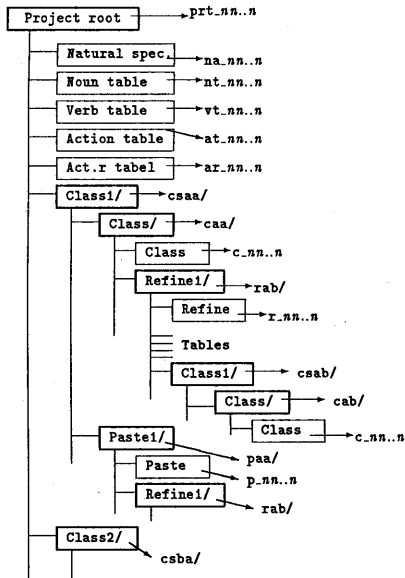 Project root prt_nn..n
Natural spec. na_nn..n
Noun table nt_nn..n
Verb table vt_nn..n
Action table at_nn..n
Act.r tabel ar_nn..n
Class1/ csaa/
Class/ caa/
Class c_nn..n
Refine1/ rab/
Refine r_nn..n
Tables
Class1/ csab/
Class/ cab/
Class c_nn..n
Paste1/ paa/
Paste p_nn..n
Refine1/ rab/
Class2/ csba/